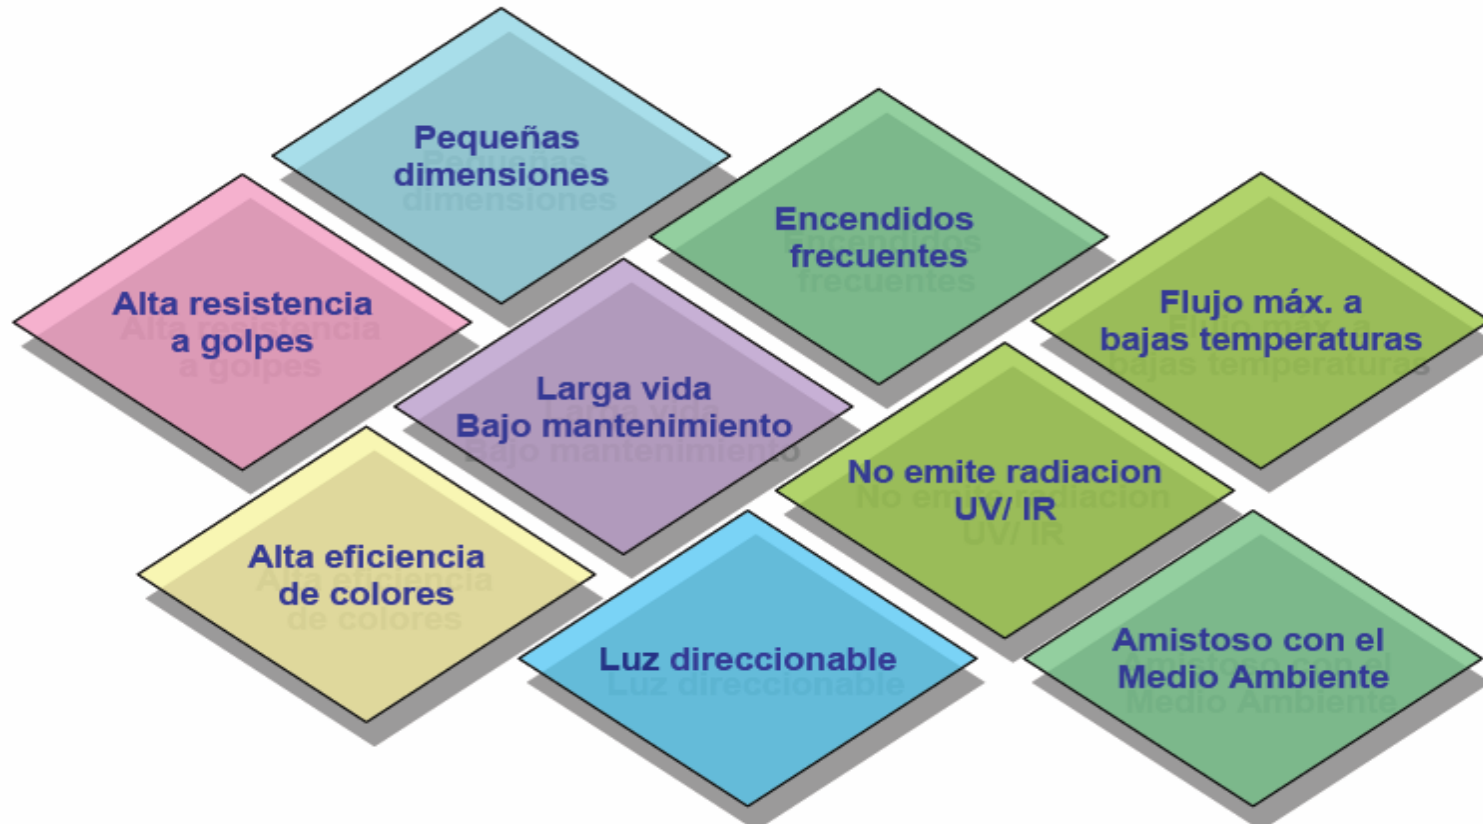 Pequeñas
dimensiones
Encendidos
frecuentes
Flujo máx. a
bajas temperaturas
Alta resistencia
a golpes
Larga vida
Bajo mantenimiento
No emite radiacion
UV/ IR
Alta eficiencia
de colores
Luz direccionable
Amistoso con el
Medio Ambiente